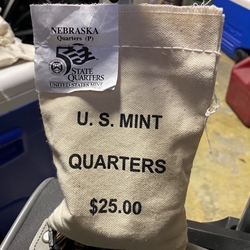 NEBRASKA
Quarters (P)
50
STATE
QUARTERS
UNITED STATES MINT
U. S. MINT
QUARTERS
$25.00